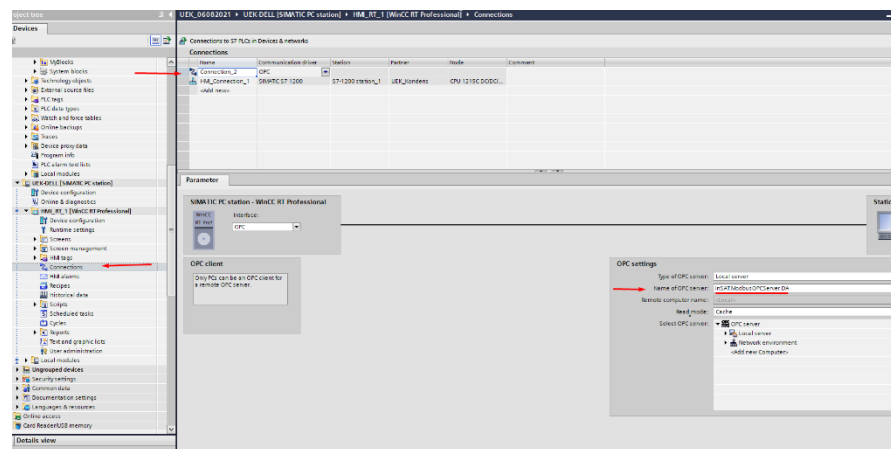 oject tree
UEK_06082021 ▸ UEK-DELL [SIMATIC PC station] ▸ HMI_RT_1 [WinCC RT Professional] ▸ Connections
Devices
Connections to S7 PLCs in Devices & networks
Connections
Name Communication driver Station Partner Node Comment
Connection_2 OPC
HMI_Connection_1 SIMATIC S7 1200 S7-1200 station_1 UEK_Kondens CPU 1215C DC/DC/...
<Add new>
MyBlocks
System blocks
Technology objects
External source files
PLC tags
PLC data types
Watch and force tables
Online backups
Traces
Device proxy data
Program info
PLC alarm text lists
Local modules
UEK-DELL [SIMATIC PC station]
Device configuration
Online & diagnostics
HMI_RT_1 [WinCC RT Professional]
Device configuration
Runtime settings
Screens
Screen management
HMI tags
Connections
HMI alarms
Recipes
Historical data
Scripts
Scheduled tasks
Cycles
Reports
Text and graphic lists
User administration
Local modules
Ungrouped devices
Security settings
Common data
Documentation settings
Languages & resources
Online access
Card Reader/USB memory
Details view
Parameter
SIMATIC PC station - WinCC RT Professional
WinCC
RT Prof
Interface:
OPC
Static
OPC client
Only PCs can be an OPC client for
a remote OPC server.
OPC settings
Type of OPC server: Local server
Name of OPC server: InSAT.ModbusOPCServer.DA
Remote computer name: <Local>
Read mode: Cache
Select OPC server: OPC server
Local server
Network environment
<Add new Computer>